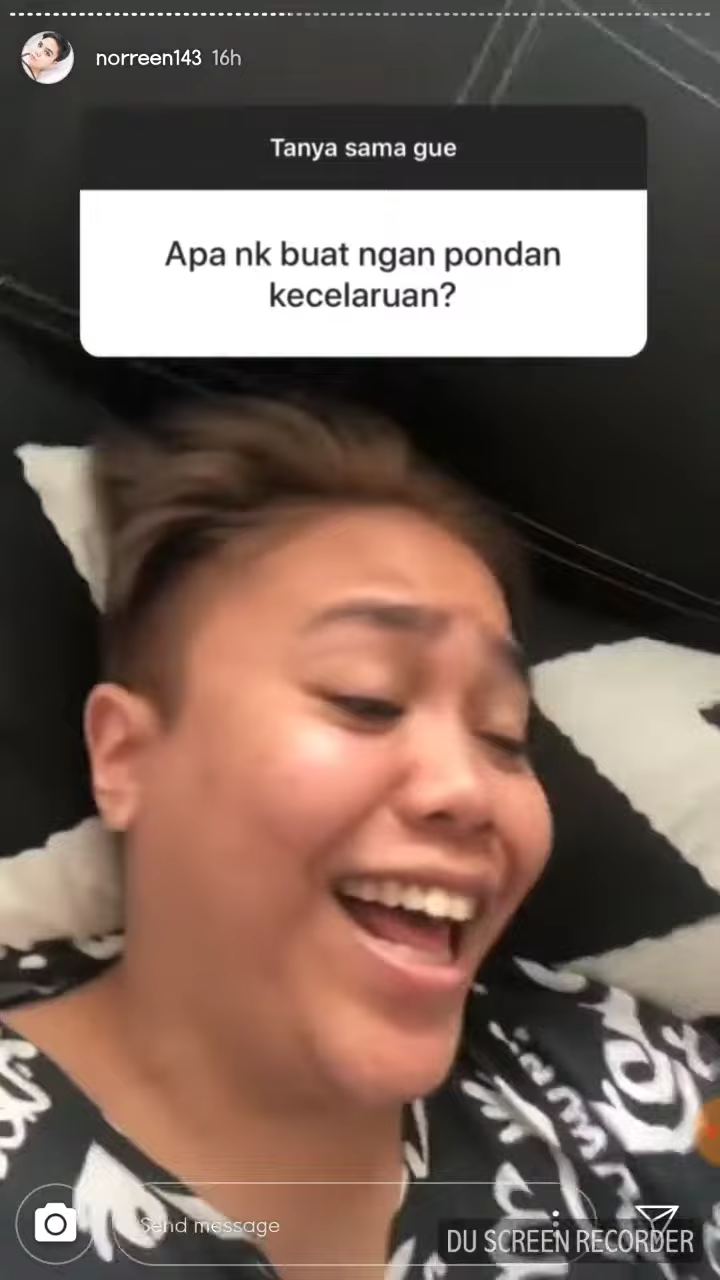 norreen143 16h
Tanya sama gue
Apa nk buat ngan pondan
kecelaruan?
Send message
DU SCREEN RECORDER